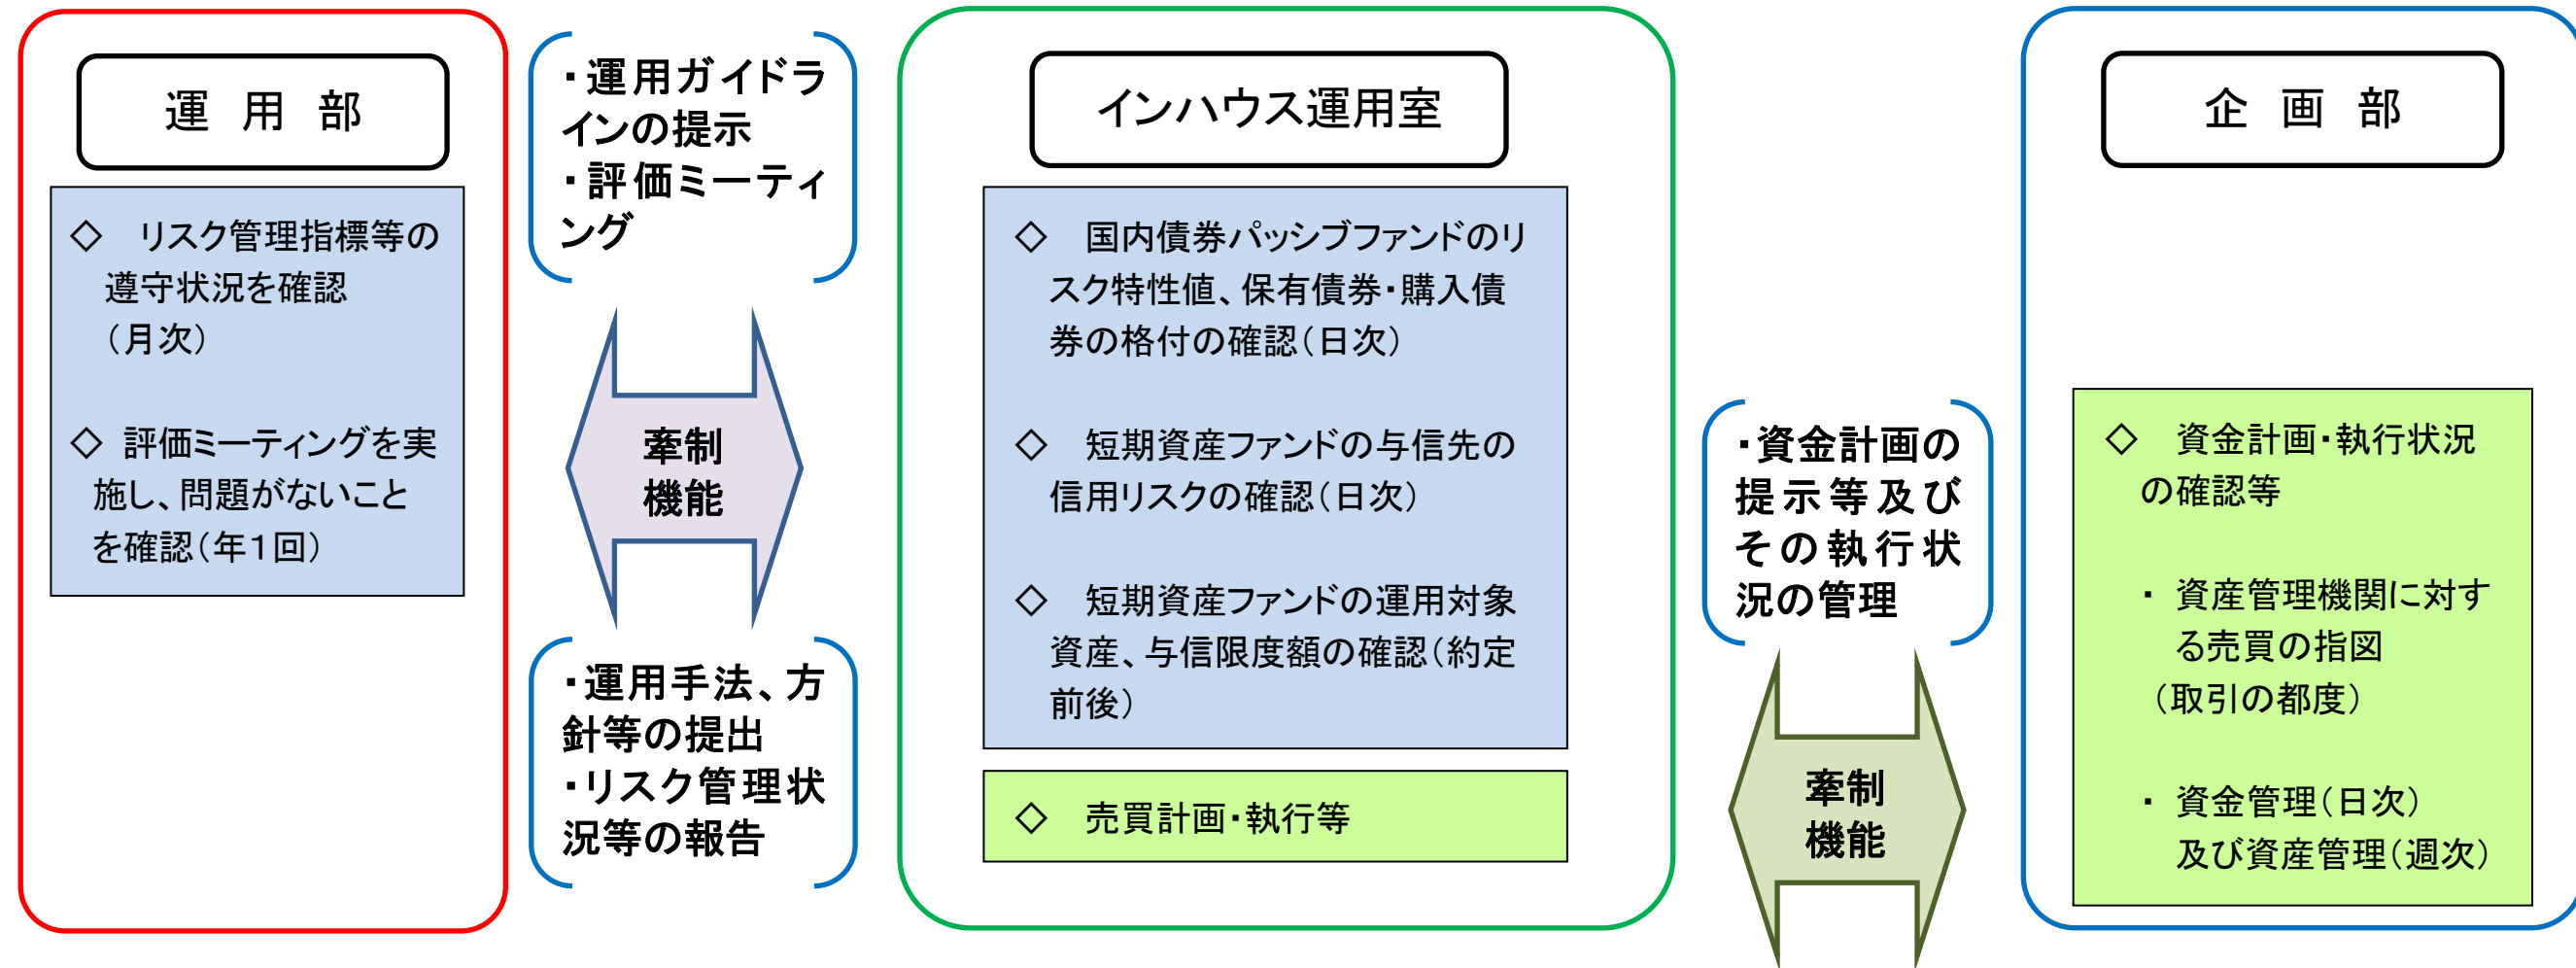 運　用　部
◇　リスク管理指標等の
遵守状況を確認
（月次）
◇ 評価ミーティングを実
施し、問題がないこと
を確認（年１回）
・運用ガイドラ
インの提示
・評価ミーティ
ング
牽制
機能
・運用手法、方
針等の提出
・リスク管理状
況等の報告
インハウス運用室
◇　国内債券パッシブファンドのリ
スク特性値、保有債券・購入債
券の格付の確認（日次）
◇　短期資産ファンドの与信先の
信用リスクの確認（日次）
◇　短期資産ファンドの運用対象
資産、与信限度額の確認（約定
前後）
◇　売買計画・執行等
・資金計画の
提示等及び
その執行状
況の管理
牽制
機能
企　画　部
◇　資金計画・執行状況
の確認等
・ 資産管理機関に対す
る売買の指図
（取引の都度）
・ 資金管理（日次）
及び資産管理（週次）